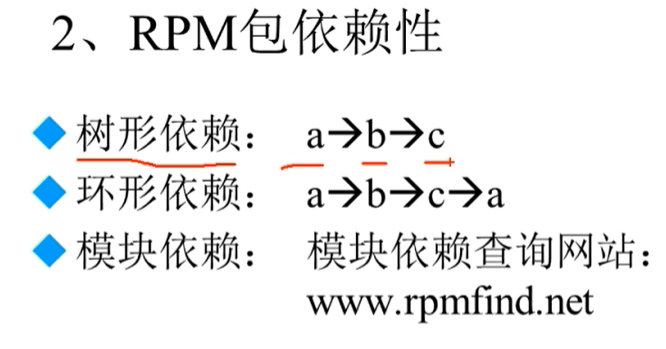 2、RPM包依赖性
树形依赖： a→b→c
环形依赖： a→b→c→a
模块依赖： 模块依赖查询网站：
www.rpmfind.net